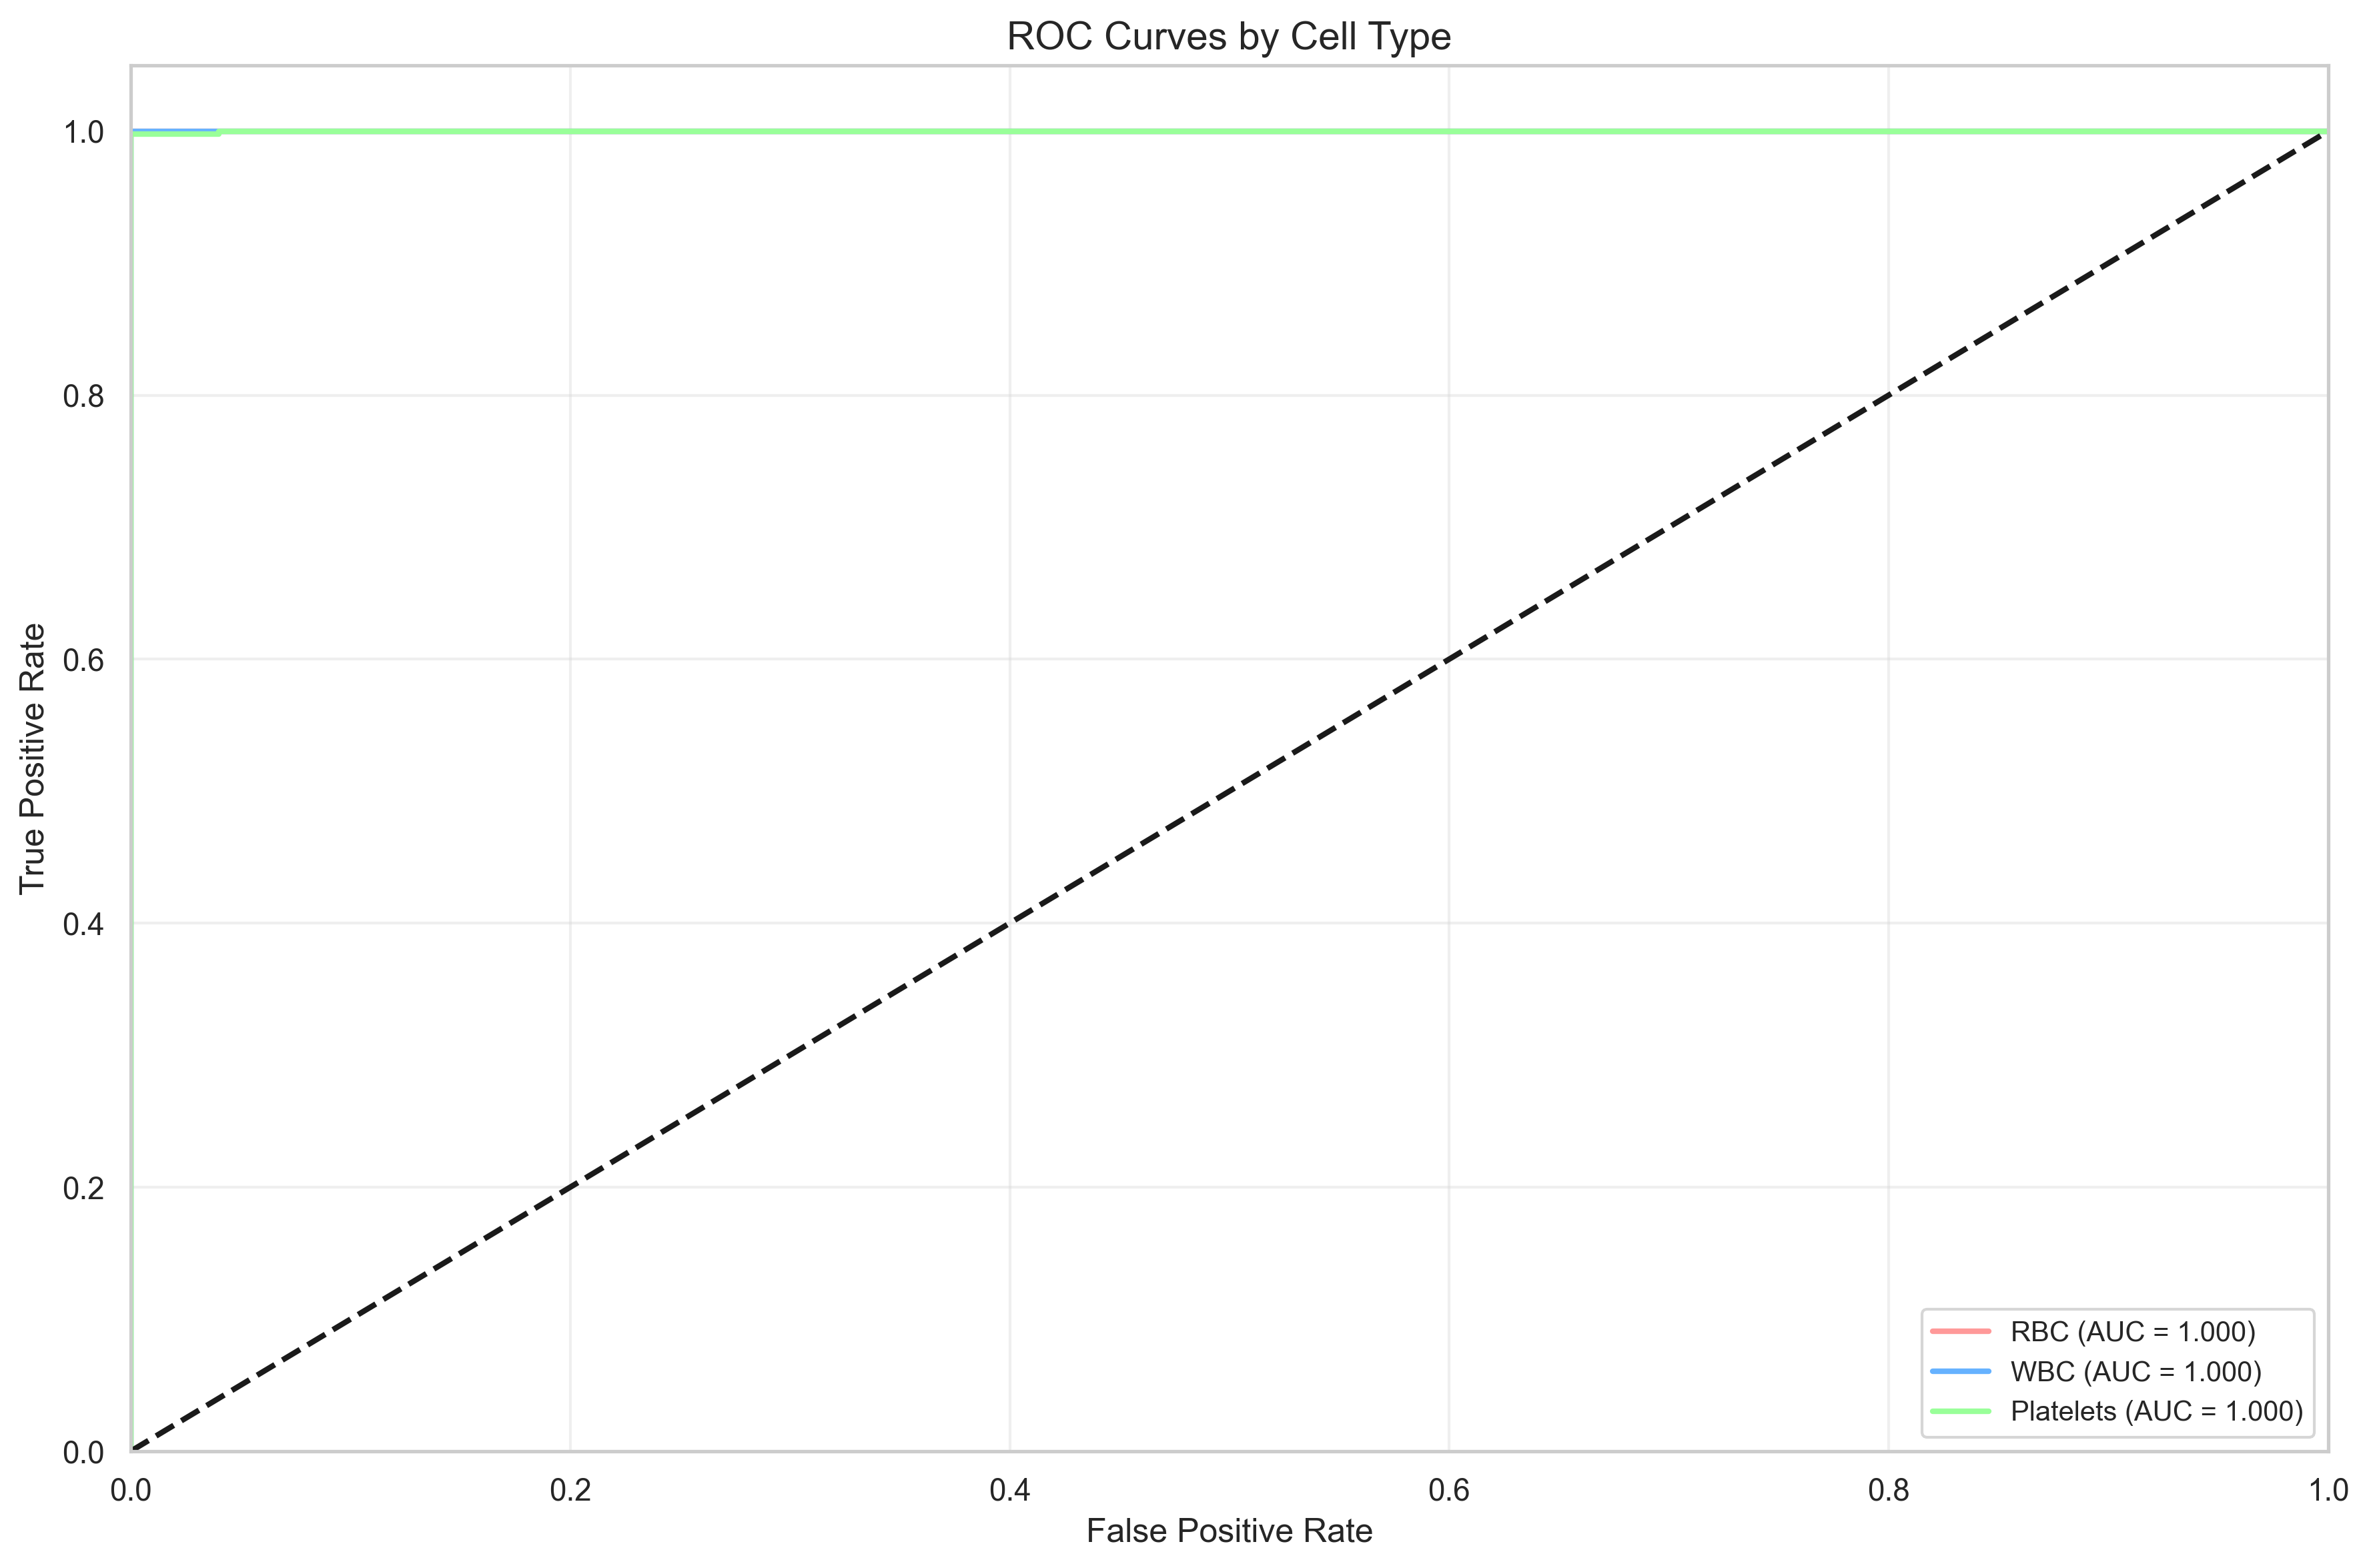 ROC Curves by Cell Type
True Positive Rate
1.0
0.8
0.6
0.4
0.2
0.0
0.0 0.2 0.4 0.6 0.8 1.0
False Positive Rate
RBC (AUC = 1.000)
WBC (AUC = 1.000)
Platelets (AUC = 1.000)